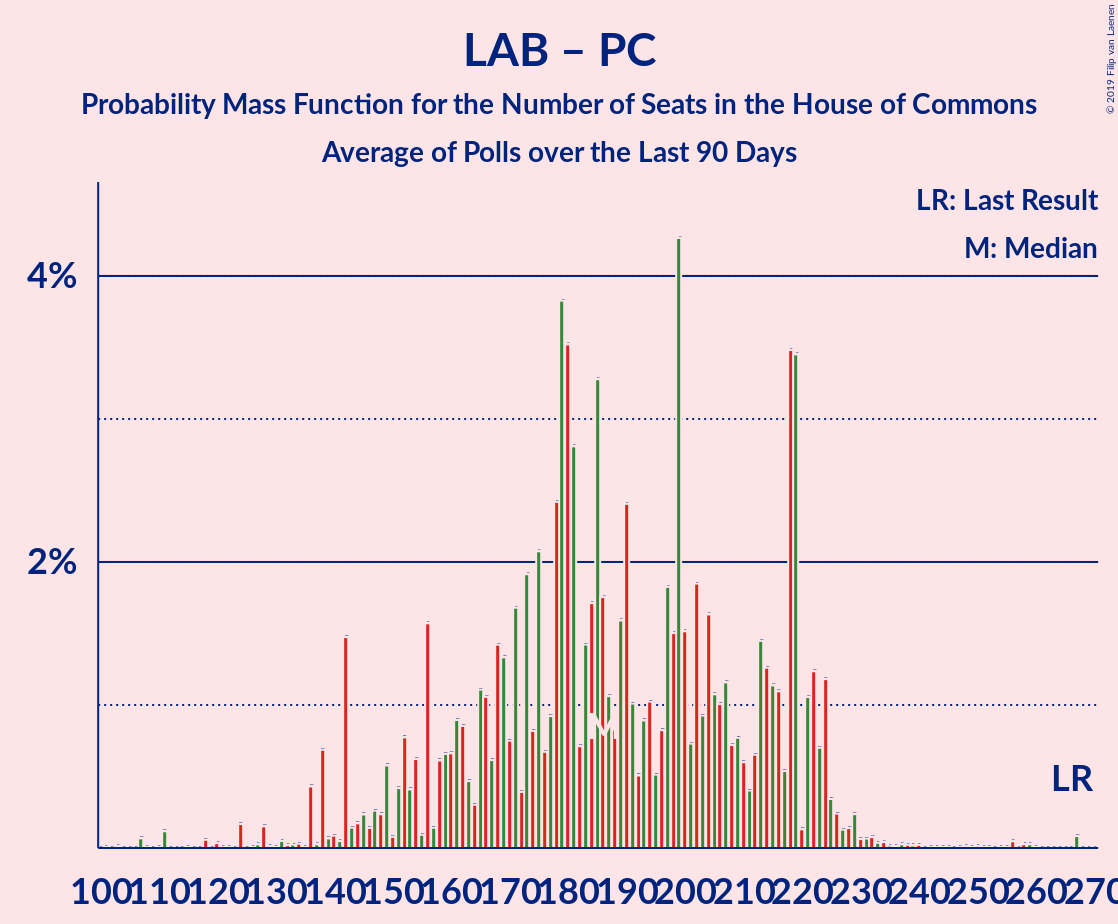 LAB – PC
Probability Mass Function for the Number of Seats in the House of Commons
Average of Polls over the Last 90 Days
© 2019 Filip van Laenen
LR: Last Result
M: Median
4%
2%
M
LR
100 110 120 130 140 150 160 170 180 190 200 210 220 230 240 250 260 270